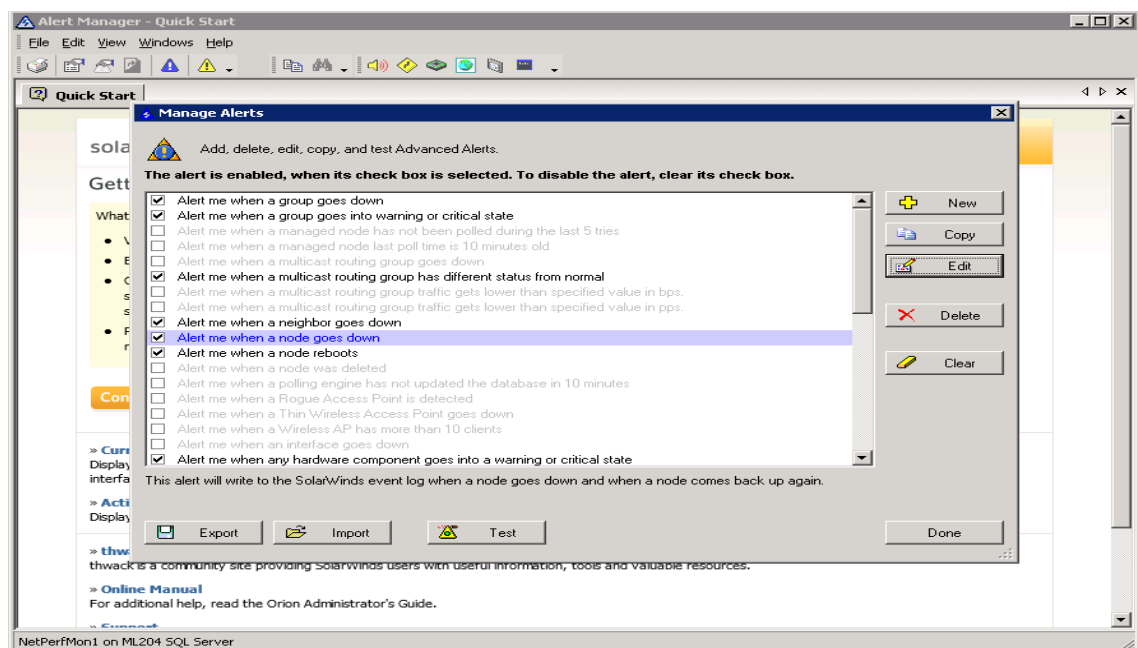 Alert Manager - Quick Start
File Edit View Windows Help
Quick Start
Manage Alerts
Add, delete, edit, copy, and test Advanced Alerts.
The alert is enabled, when its check box is selected. To disable the alert, clear its check box.
sola
Gett
What
Alert me when a group goes down
Alert me when a group goes into warning or critical state
Alert me when a managed node has not been polled during the last 5 tries
Alert me when a managed node last poll time is 10 minutes old
Alert me when a multicast routing group goes down
Alert me when a multicast routing group has different status from normal
Alert me when a multicast routing group traffic gets lower than specified value in bps.
Alert me when a multicast routing group traffic gets lower than specified value in pps.
Alert me when a neighbor goes down
Alert me when a node goes down
Alert me when a node reboots
Alert me when a node was deleted
Alert me when a polling engine has not updated the database in 10 minutes
Alert me when a Rogue Access Point is detected
Alert me when a Thin Wireless Access Point goes down
Alert me when a Wireless AP has more than 10 clients
Alert me when an interface goes down
Alert me when any hardware component goes into a warning or critical state
New
Copy
Edit
Delete
Clear
This alert will write to the SolarWinds event log when a node goes down and when a node comes back up again.
Export Import Test Done
Con
» Curr
Display
interfa
» Acti
Display
» thw
thwack is a community site providing SolarWinds users with useful information, tools and valuable resources.
» Online Manual
For additional help, read the Orion Administrator's Guide.
» Support
NetPerfMon1 on ML204 SQL Server